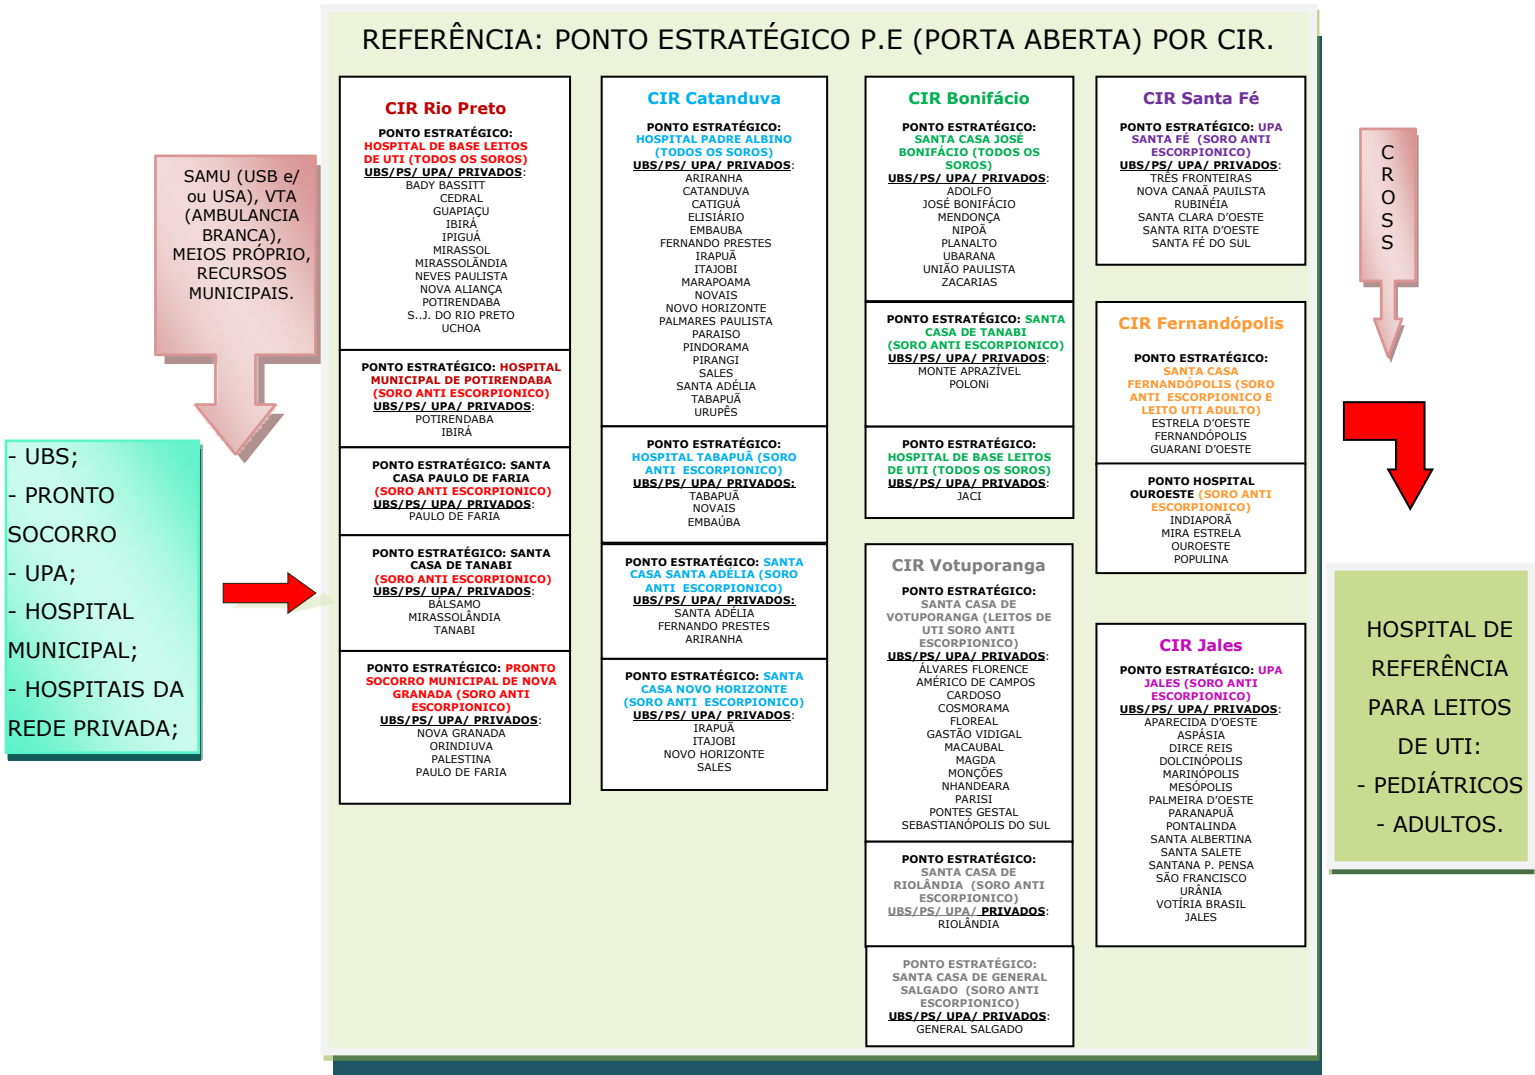 REFERÊNCIA: PONTO ESTRATÉGICO P.E (PORTA ABERTA) POR CIR.
SAMU (USB e/
ou USA), VTA
(AMBULANCIA
BRANCA),
MEIOS PRÓPRIO,
RECURSOS
MUNICIPAIS.
- UBS;
- PRONTO
SOCORRO
- UPA;
- HOSPITAL
MUNICIPAL;
- HOSPITAIS DA
REDE PRIVADA;
CIR Rio Preto
PONTO ESTRATÉGICO:
HOSPITAL DE BASE LEITOS
DE UTI (TODOS OS SOROS)
UBS/PS/ UPA/ PRIVADOS:
BADY BASSITT
CEDRAL
GUAPIAÇU
IBIRÁ
IPIGUÁ
MIRASSOL
MIRASSOLÃNDIA
NEVES PAULISTA
NOVA ALIANÇA
POTIRENDABA
S..J. DO RIO PRETO
UCHOA
PONTO ESTRATÉGICO: HOSPITAL
MUNICIPAL DE POTIRENDABA
(SORO ANTI ESCORPIONICO)
UBS/PS/ UPA/ PRIVADOS:
POTIRENDABA
IBIRÁ
PONTO ESTRATÉGICO: SANTA
CASA PAULO DE FARIA
(SORO ANTI ESCORPIONICO)
UBS/PS/ UPA/ PRIVADOS:
PAULO DE FARIA
PONTO ESTRATÉGICO: SANTA
CASA DE TANABI
(SORO ANTI ESCORPIONICO)
UBS/PS/ UPA/ PRIVADOS:
BÁLSAMO
MIRASSOLÂNDIA
TANABI
PONTO ESTRATÉGICO: PRONTO
SOCORRO MUNICIPAL DE NOVA
GRANADA (SORO ANTI
ESCORPIONICO)
UBS/PS/ UPA/ PRIVADOS:
NOVA GRANADA
ORINDIUVA
PALESTINA
PAULO DE FARIA
CIR Catanduva
PONTO ESTRATÉGICO:
HOSPITAL PADRE ALBINO
(TODOS OS SOROS)
UBS/PS/ UPA/ PRIVADOS:
ARIRANHA
CATANDUVA
CATIGUÁ
ELISIÁRIO
EMBAUBA
FERNANDO PRESTES
IRAPUÃ
ITAJOBI
MARAPOAMA
NOVAIS
NOVO HORIZONTE
PALMARES PAULISTA
PARAISO
PINDORAMA
PIRANGI
SALES
SANTA ADÉLIA
TABAPUÃ
URUPÊS
PONTO ESTRATÉGICO:
HOSPITAL TABAPUÃ (SORO
ANTI  ESCORPIONICO)
UBS/PS/ UPA/ PRIVADOS:
TABAPUÃ
NOVAIS
EMBAÚBA
PONTO ESTRATÉGICO: SANTA
CASA SANTA ADÉLIA (SORO
ANTI  ESCORPIONICO)
UBS/PS/ UPA/ PRIVADOS:
SANTA ADÉLIA
FERNANDO PRESTES
ARIRANHA
PONTO ESTRATÉGICO: SANTA
CASA NOVO HORIZONTE
(SORO ANTI  ESCORPIONICO)
UBS/PS/ UPA/ PRIVADOS:
IRAPUÃ
ITAJOBI
NOVO HORIZONTE
SALES
CIR Bonifácio
PONTO ESTRATÉGICO:
SANTA CASA JOSÉ
BONIFÁCIO (TODOS OS
SOROS)
UBS/PS/ UPA/ PRIVADOS:
ADOLFO
JOSÉ BONIFÁCIO
MENDONÇA
NIPOÃ
PLANALTO
UBARANA
UNIÃO PAULISTA
ZACARIAS
PONTO ESTRATÉGICO: SANTA
CASA DE TANABI
(SORO ANTI ESCORPIONICO)
UBS/PS/ UPA/ PRIVADOS:
MONTE APRAZÍVEL
POLONi
PONTO ESTRATÉGICO:
HOSPITAL DE BASE LEITOS
DE UTI (TODOS OS SOROS)
UBS/PS/ UPA/ PRIVADOS:
JACI
CIR Votuporanga
PONTO ESTRATÉGICO:
SANTA CASA DE
VOTUPORANGA (LEITOS DE
UTI SORO ANTI
ESCORPIONICO)
UBS/PS/ UPA/ PRIVADOS:
ÁLVARES FLORENCE
AMÉRICO DE CAMPOS
CARDOSO
COSMORAMA
FLOREAL
GASTÃO VIDIGAL
MACAUBAL
MAGDA
MONÇÕES
NHANDEARA
PARISI
PONTES GESTAL
SEBASTIANÓPOLIS DO SUL
PONTO ESTRATÉGICO:
SANTA CASA DE
RIOLÂNDIA  (SORO ANTI
ESCORPIONICO)
UBS/PS/ UPA/ PRIVADOS:
RIOLÂNDIA
PONTO ESTRATÉGICO:
SANTA CASA DE GENERAL
SALGADO  (SORO ANTI
ESCORPIONICO)
UBS/PS/ UPA/ PRIVADOS:
GENERAL SALGADO
CIR Santa Fé
PONTO ESTRATÉGICO: UPA
SANTA FÉ  (SORO ANTI
ESCORPIONICO)
UBS/PS/ UPA/ PRIVADOS:
TRÊS FRONTEIRAS
NOVA CANAÃ PAUILSTA
RUBINÉIA
SANTA CLARA D'OESTE
SANTA RITA D'OESTE
SANTA FÉ DO SUL
CIR Fernandópolis
PONTO ESTRATÉGICO:
SANTA CASA
FERNANDÓPOLIS (SORO
ANTI  ESCORPIONICO E
LEITO UTI ADULTO)
ESTRELA D'OESTE
FERNANDÓPOLIS
GUARANI D'OESTE
PONTO HOSPITAL
OUROESTE (SORO ANTI
ESCORPIONICO)
INDIAPORÃ
MIRA ESTRELA
OUROESTE
POPULINA
CIR Jales
PONTO ESTRATÉGICO: UPA
JALES (SORO ANTI
ESCORPIONICO)
UBS/PS/ UPA/ PRIVADOS:
APARECIDA D'OESTE
ASPÁSIA
DIRCE REIS
DOLCINÓPOLIS
MARINÓPOLIS
MESÓPOLIS
PALMEIRA D'OESTE
PARANAPUÃ
PONTALINDA
SANTA ALBERTINA
SANTA SALETE
SANTANA P. PENSA
SÃO FRANCISCO
URÂNIA
VOTÍRIA BRASIL
JALES
C
R
O
S
S
HOSPITAL DE
REFERÊNCIA
PARA LEITOS
DE UTI:
- PEDIÁTRICOS
- ADULTOS.